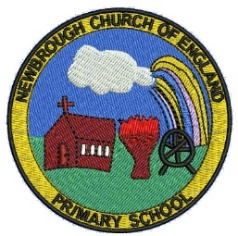 NEWBROUGH CHURCH OF ENGLAND
PRIMARY SCHOOL